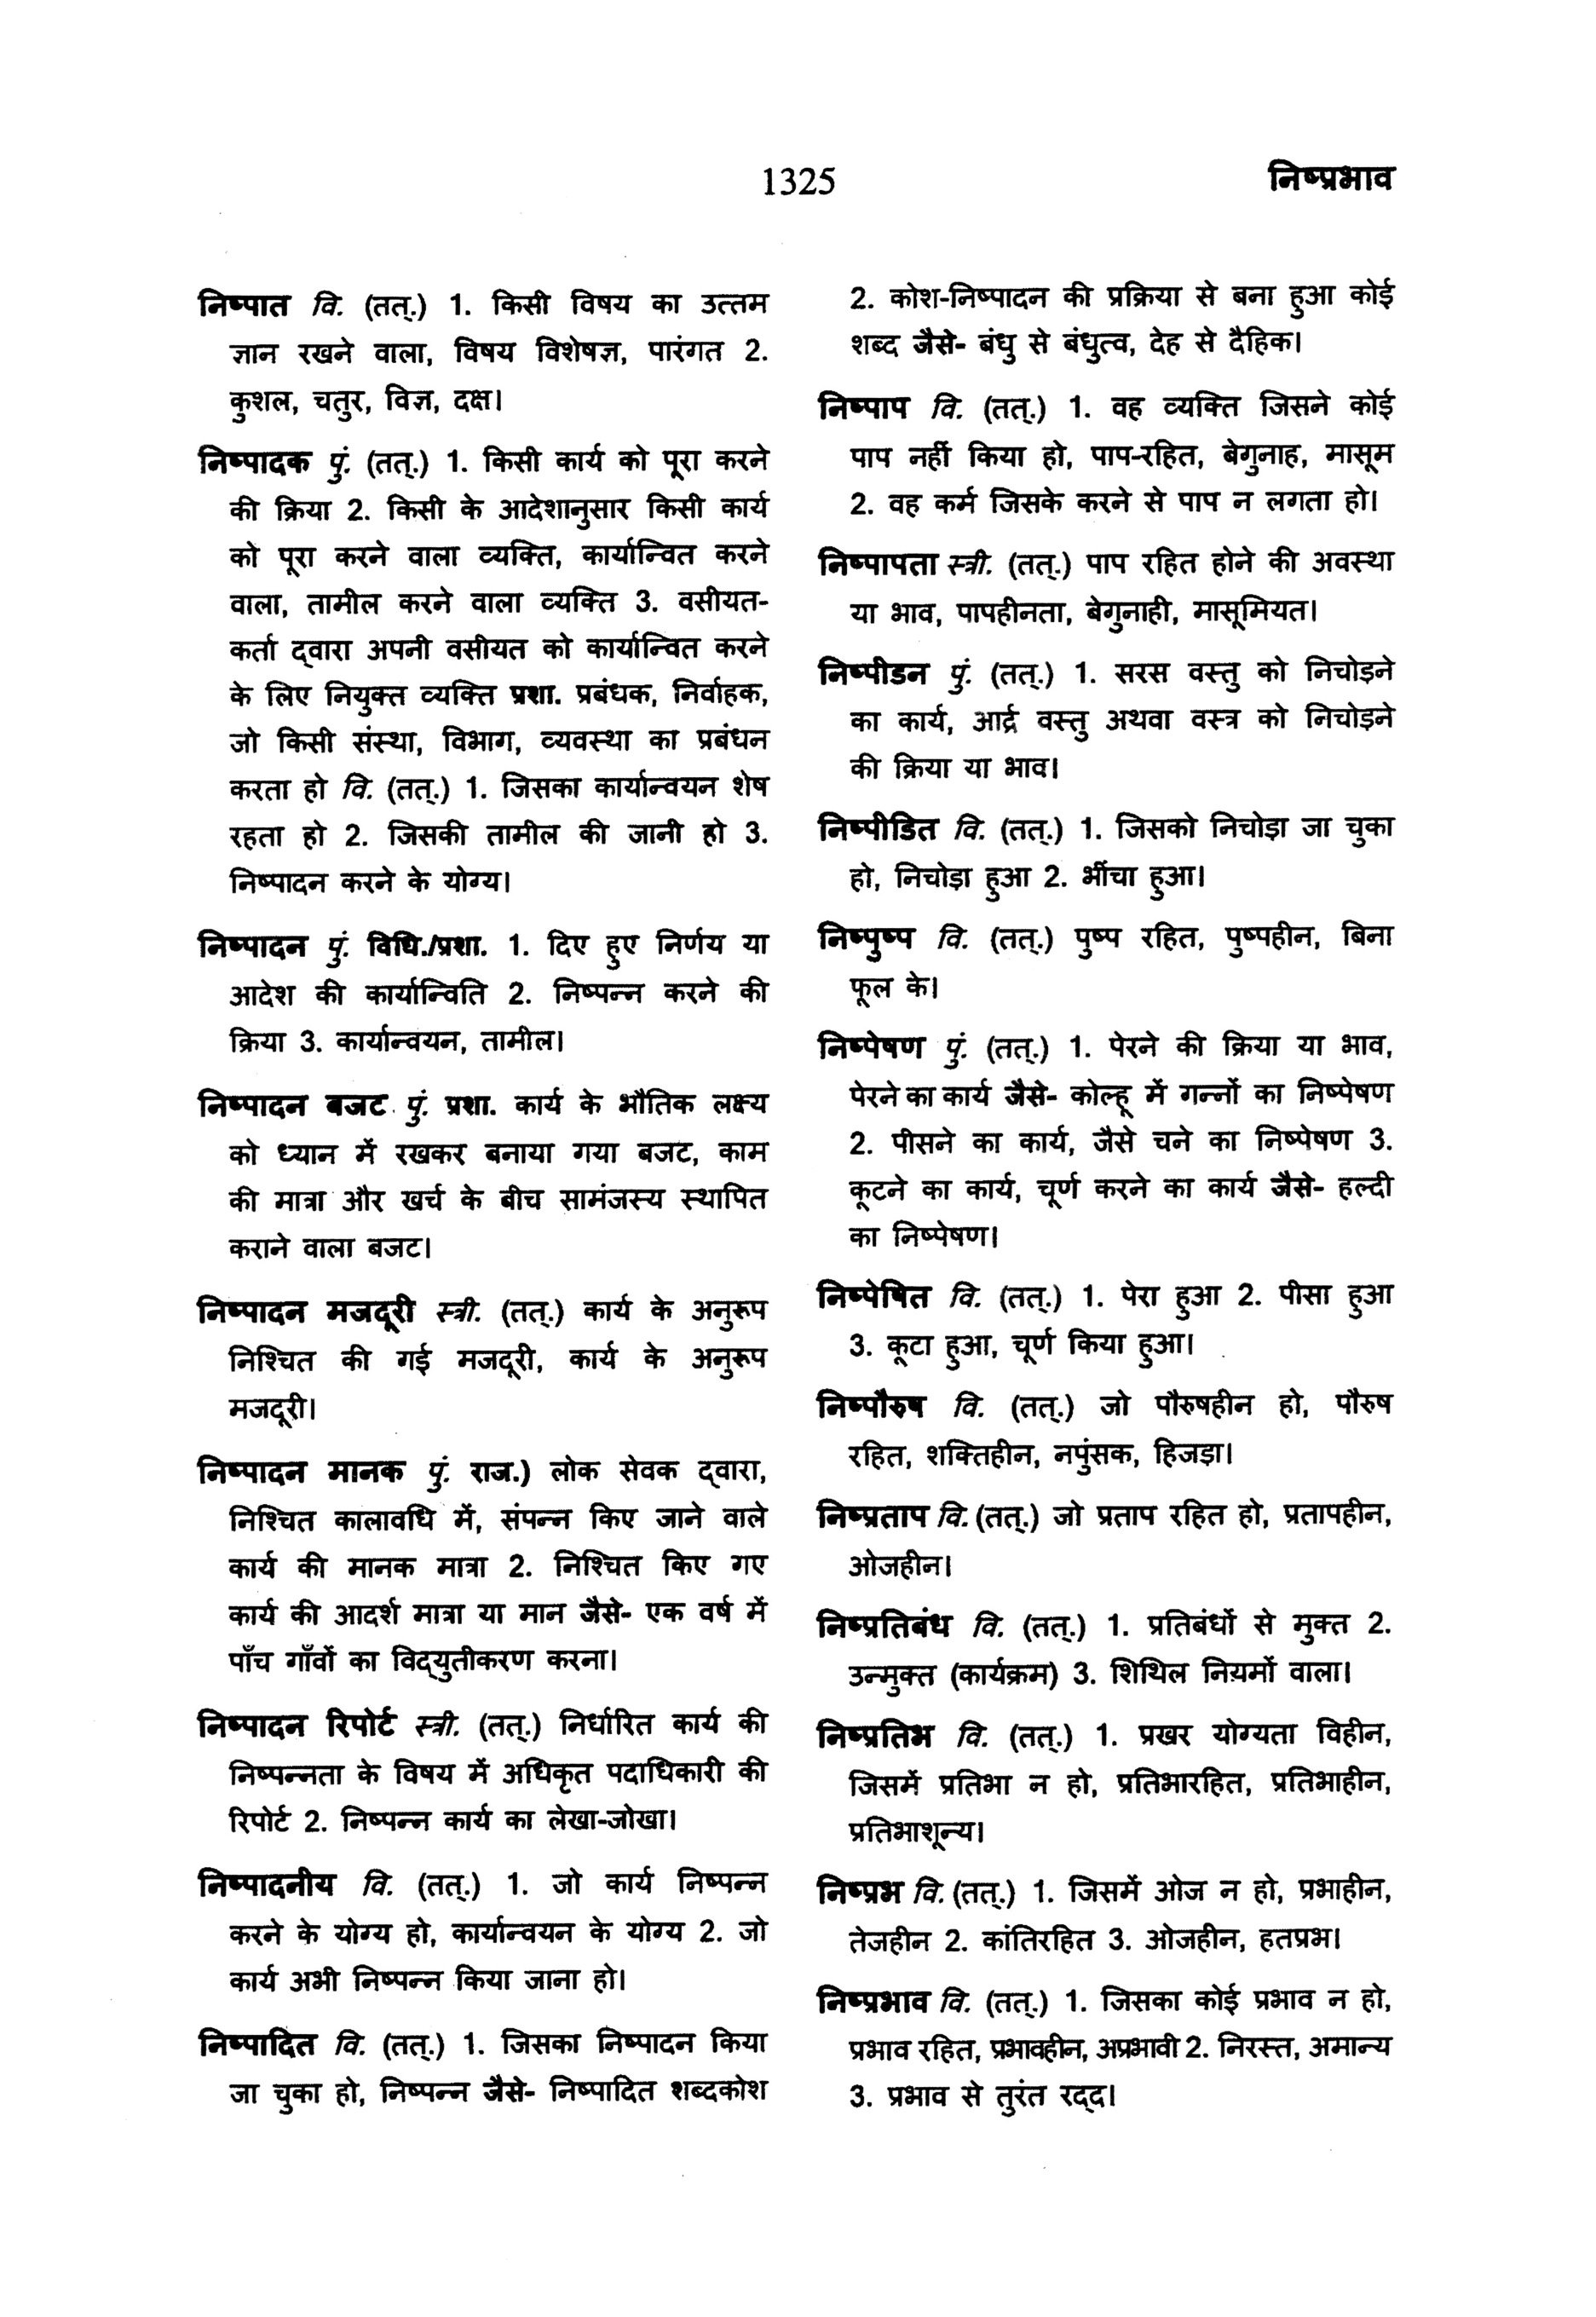 1325
निष्प्रभाव
निष्पात वि. (तत्.) 1. किसी विषय का उत्तम
ज्ञान रखने वाला, विषय विशेषज्ञ, पारंगत 2.
कुशल, चतुर, विज्ञ, दक्ष।
निष्पादक पुं. (तत्.) 1. किसी कार्य को पूरा करने
की क्रिया 2. किसी के आदेशानुसार किसी कार्य
को पूरा करने वाला व्यक्ति, कार्यान्वित करने
वाला, तामील करने वाला व्यक्ति 3. वसीयत-
कर्ता द्‌वारा अपनी वसीयत को कार्यान्वित करने
के लिए नियुक्त व्यक्ति प्रशा. प्रबंधक, निर्वाहक,
जो किसी संस्था, विभाग, व्यवस्था का प्रबंधन
करता हो वि. (तत्.) 1. जिसका कार्यान्वयन शेष
रहता हो 2. जिसकी तामील की जानी हो 3.
निष्पादन करने के योग्य।
निष्पादन पुं. विधि./प्रशा. 1. दिए हुए निर्णय या
आदेश की कार्यान्विति 2. निष्पन्न करने की
क्रिया 3. कार्यान्वयन, तामील।
निष्पादन बजट पुं. प्रशा. कार्य के भौतिक लक्ष्य
को ध्यान में रखकर बनाया गया बजट, काम
की मात्रा और खर्च के बीच सामंजस्य स्थापित
कराने वाला बजट।
निष्पादन मजदूरी स्त्री. (तत्.) कार्य के अनुरूप
निश्चित की गई मजदूरी, कार्य के अनुरूप
मजदूरी।
निष्पादन मानक पुं. राज.) लोक सेवक द्‌वारा,
निश्चित कालावधि में, संपन्न किए जाने वाले
कार्य की मानक मात्रा 2. निश्चित किए गए
कार्य की आदर्श मात्रा या मान जैसे- एक वर्ष में
पाँच गाँवों का विद्‌युतीकरण करना।
निष्पादन रिपोर्ट स्त्री. (तत्.) निर्धारित कार्य की
निष्पन्नता के विषय में अधिकृत पदाधिकारी की
रिपोर्ट 2. निष्पन्न कार्य का लेखा-जोखा।
निष्पादनीय वि. (तत्.) 1. जो कार्य निष्पन्न
करने के योग्य हो, कार्यान्वयन के योग्य 2. जो
कार्य अभी निष्पन्न किया जाना हो।
निष्पादित वि. (तत्.) 1. जिसका निष्पादन किया
जा चुका हो, निष्पन्न जैसे- निष्पादित शब्दकोश
2. कोश-निष्पादन की प्रक्रिया से बना हुआ कोई
शब्द जैसे- बंधु से बंधुत्व, देह से दैहिक।
निष्पाप वि. (तत्.) 1. वह व्यक्ति जिसने कोई
पाप नहीं किया हो, पाप-रहित, बेगुनाह, मासूम
2. वह कर्म जिसके करने से पाप न लगता हो।
निष्पापता स्त्री. (तत्.) पाप रहित होने की अवस्था
या भाव, पापहीनता, बेगुनाही, मासूमियत।
निष्पीडन पुं. (तत्.) 1. सरस वस्तु को निचोड़ने
का कार्य, आर्द्र वस्तु अथवा वस्त्र को निचोड़ने
की क्रिया या भाव।
निष्पीडित वि. (तत्.) 1. जिसको निचोड़ा जा चुका
हो, निचोड़ा हुआ 2. भींचा हुआ।
निष्पुष्प वि. (तत्.) पुष्प रहित, पुष्पहीन, बिना
फूल के।
निष्पेषण पुं. (तत्.) 1. पेरने की क्रिया या भाव,
पेरने का कार्य जैसे- कोल्हू में गन्नों का निष्पेषण
2. पीसने का कार्य, जैसे चने का निष्पेषण 3.
कूटने का कार्य, चूर्ण करने का कार्य जैसे- हल्दी
का निष्पेषण।
निष्पेषित वि. (तत्.) 1. पेरा हुआ 2. पीसा हुआ
3. कूटा हुआ, चूर्ण किया हुआ।
निष्पौरुष वि. (तत्.) जो पौरुषहीन हो, पौरुष
रहित, शक्तिहीन, नपुंसक, हिजड़ा।
निष्प्रताप वि. (तत्.) जो प्रताप रहित हो, प्रतापहीन,
ओजहीन।
निष्प्रतिबंध वि. (तत्.) 1. प्रतिबंधों से मुक्त 2.
उन्मुक्त (कार्यक्रम) 3. शिथिल नियमों वाला।
निष्प्रतिभ वि. (तत्.) 1. प्रखर योग्यता विहीन,
जिसमें प्रतिभा न हो, प्रतिभारहित, प्रतिभाहीन,
प्रतिभाशून्य।
निष्प्रभ वि. (तत्.) 1. जिसमें ओज न हो, प्रभाहीन,
तेजहीन 2. कांतिरहित 3. ओजहीन, हतप्रभ।
निष्प्रभाव वि. (तत्.) 1. जिसका कोई प्रभाव न हो,
प्रभाव रहित, प्रभावहीन, अप्रभावी 2. निरस्त, अमान्य
3. प्रभाव से तुरंत रद्‌द।